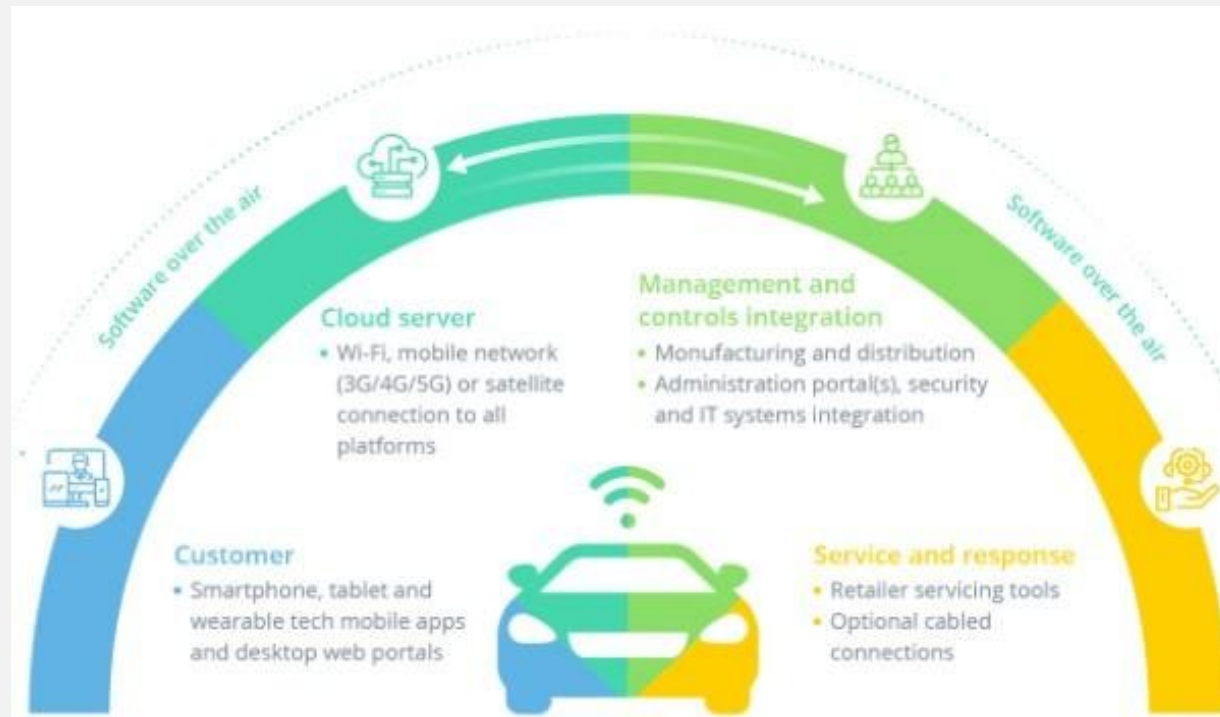 Software over the air
Software over the air
Cloud server
• Wi-Fi, mobile network
(3G/4G/5G) or satellite
connection to all
platforms
Management and
controls integration
• Monufacturing and distribution
• Administration portal(s), security
and IT systems integration
Customer
• Smartphone, tablet and
wearable tech mobile apps
and desktop web portals
Service and response
• Retailer servicing tools
• Optional cabled
connections